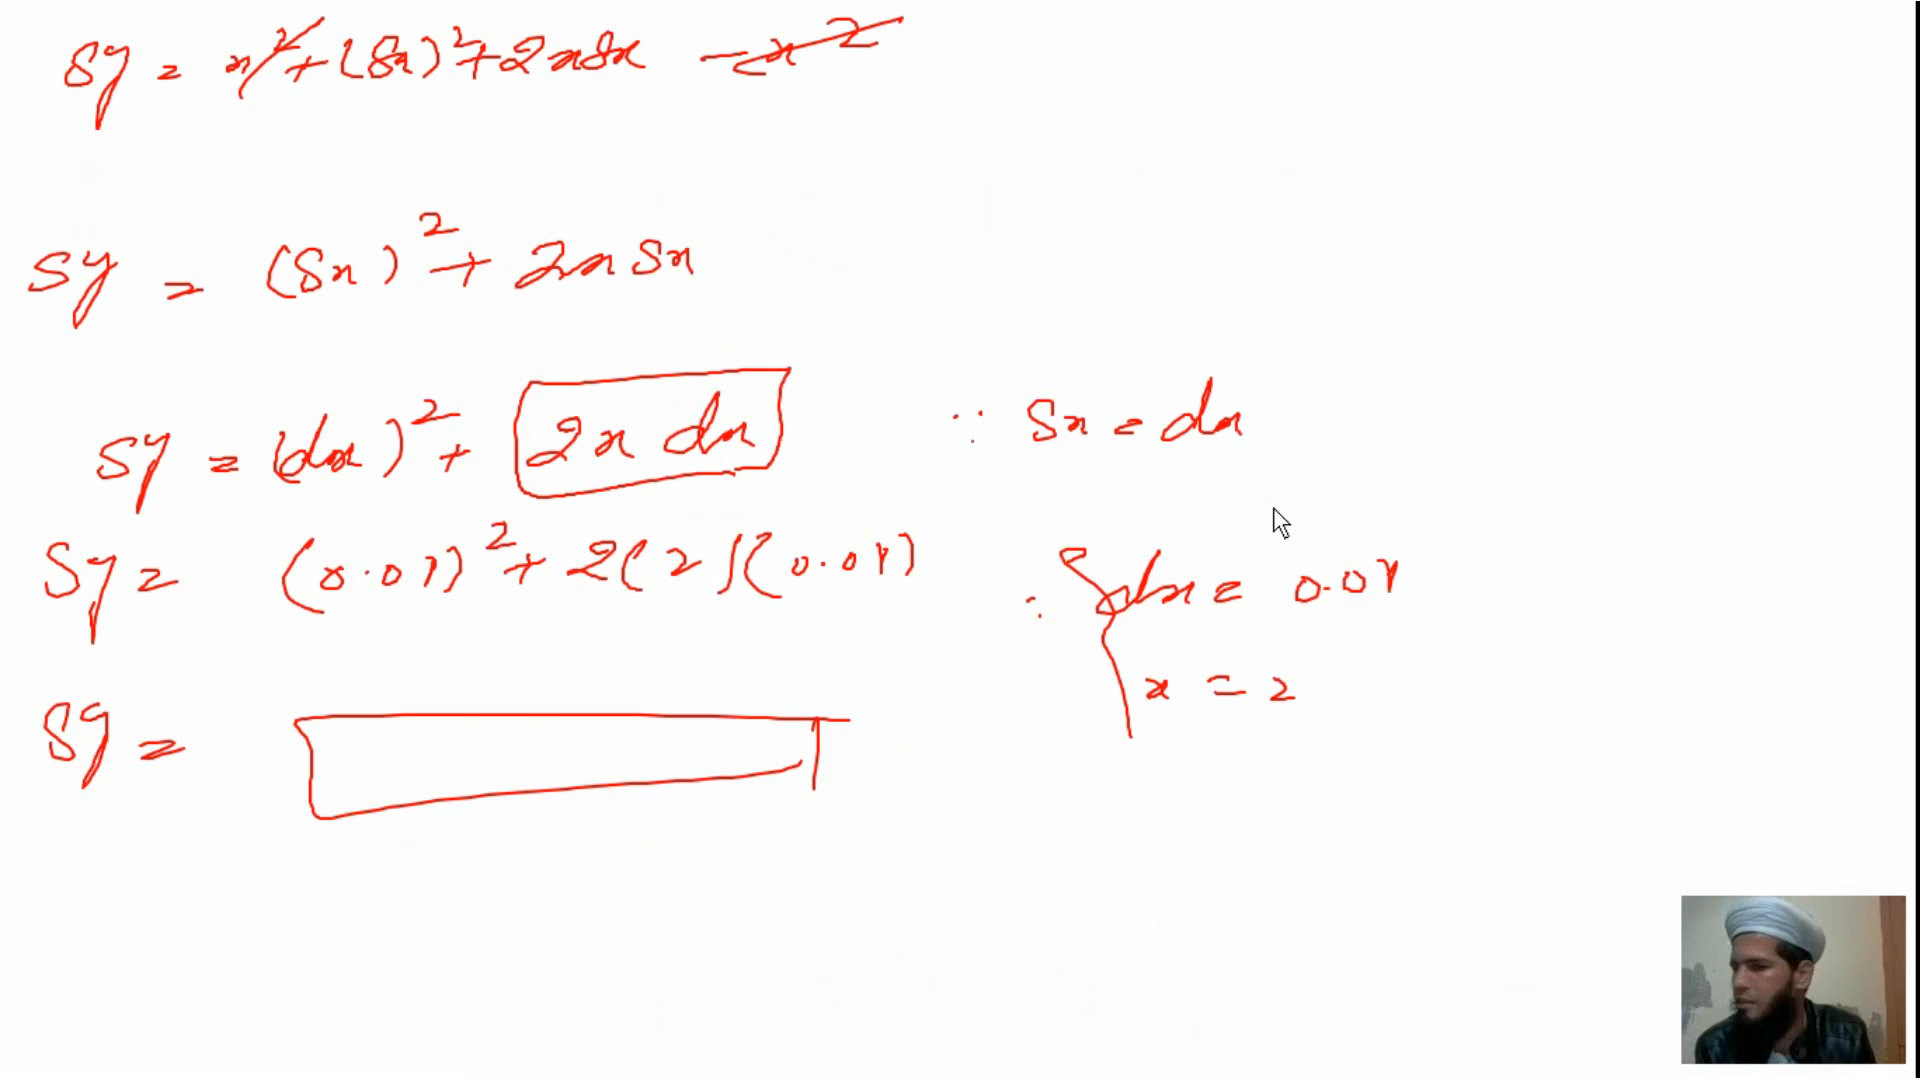 δy = x² + (δx)² + 2xδx - x²
δy = (δx)² + 2xδx
δy = (dx)² + 2x dx ∵ δx = dx
δy = (0.01)² + 2(2)(0.01) ∵ dx = 0.01
x = 2
δy =